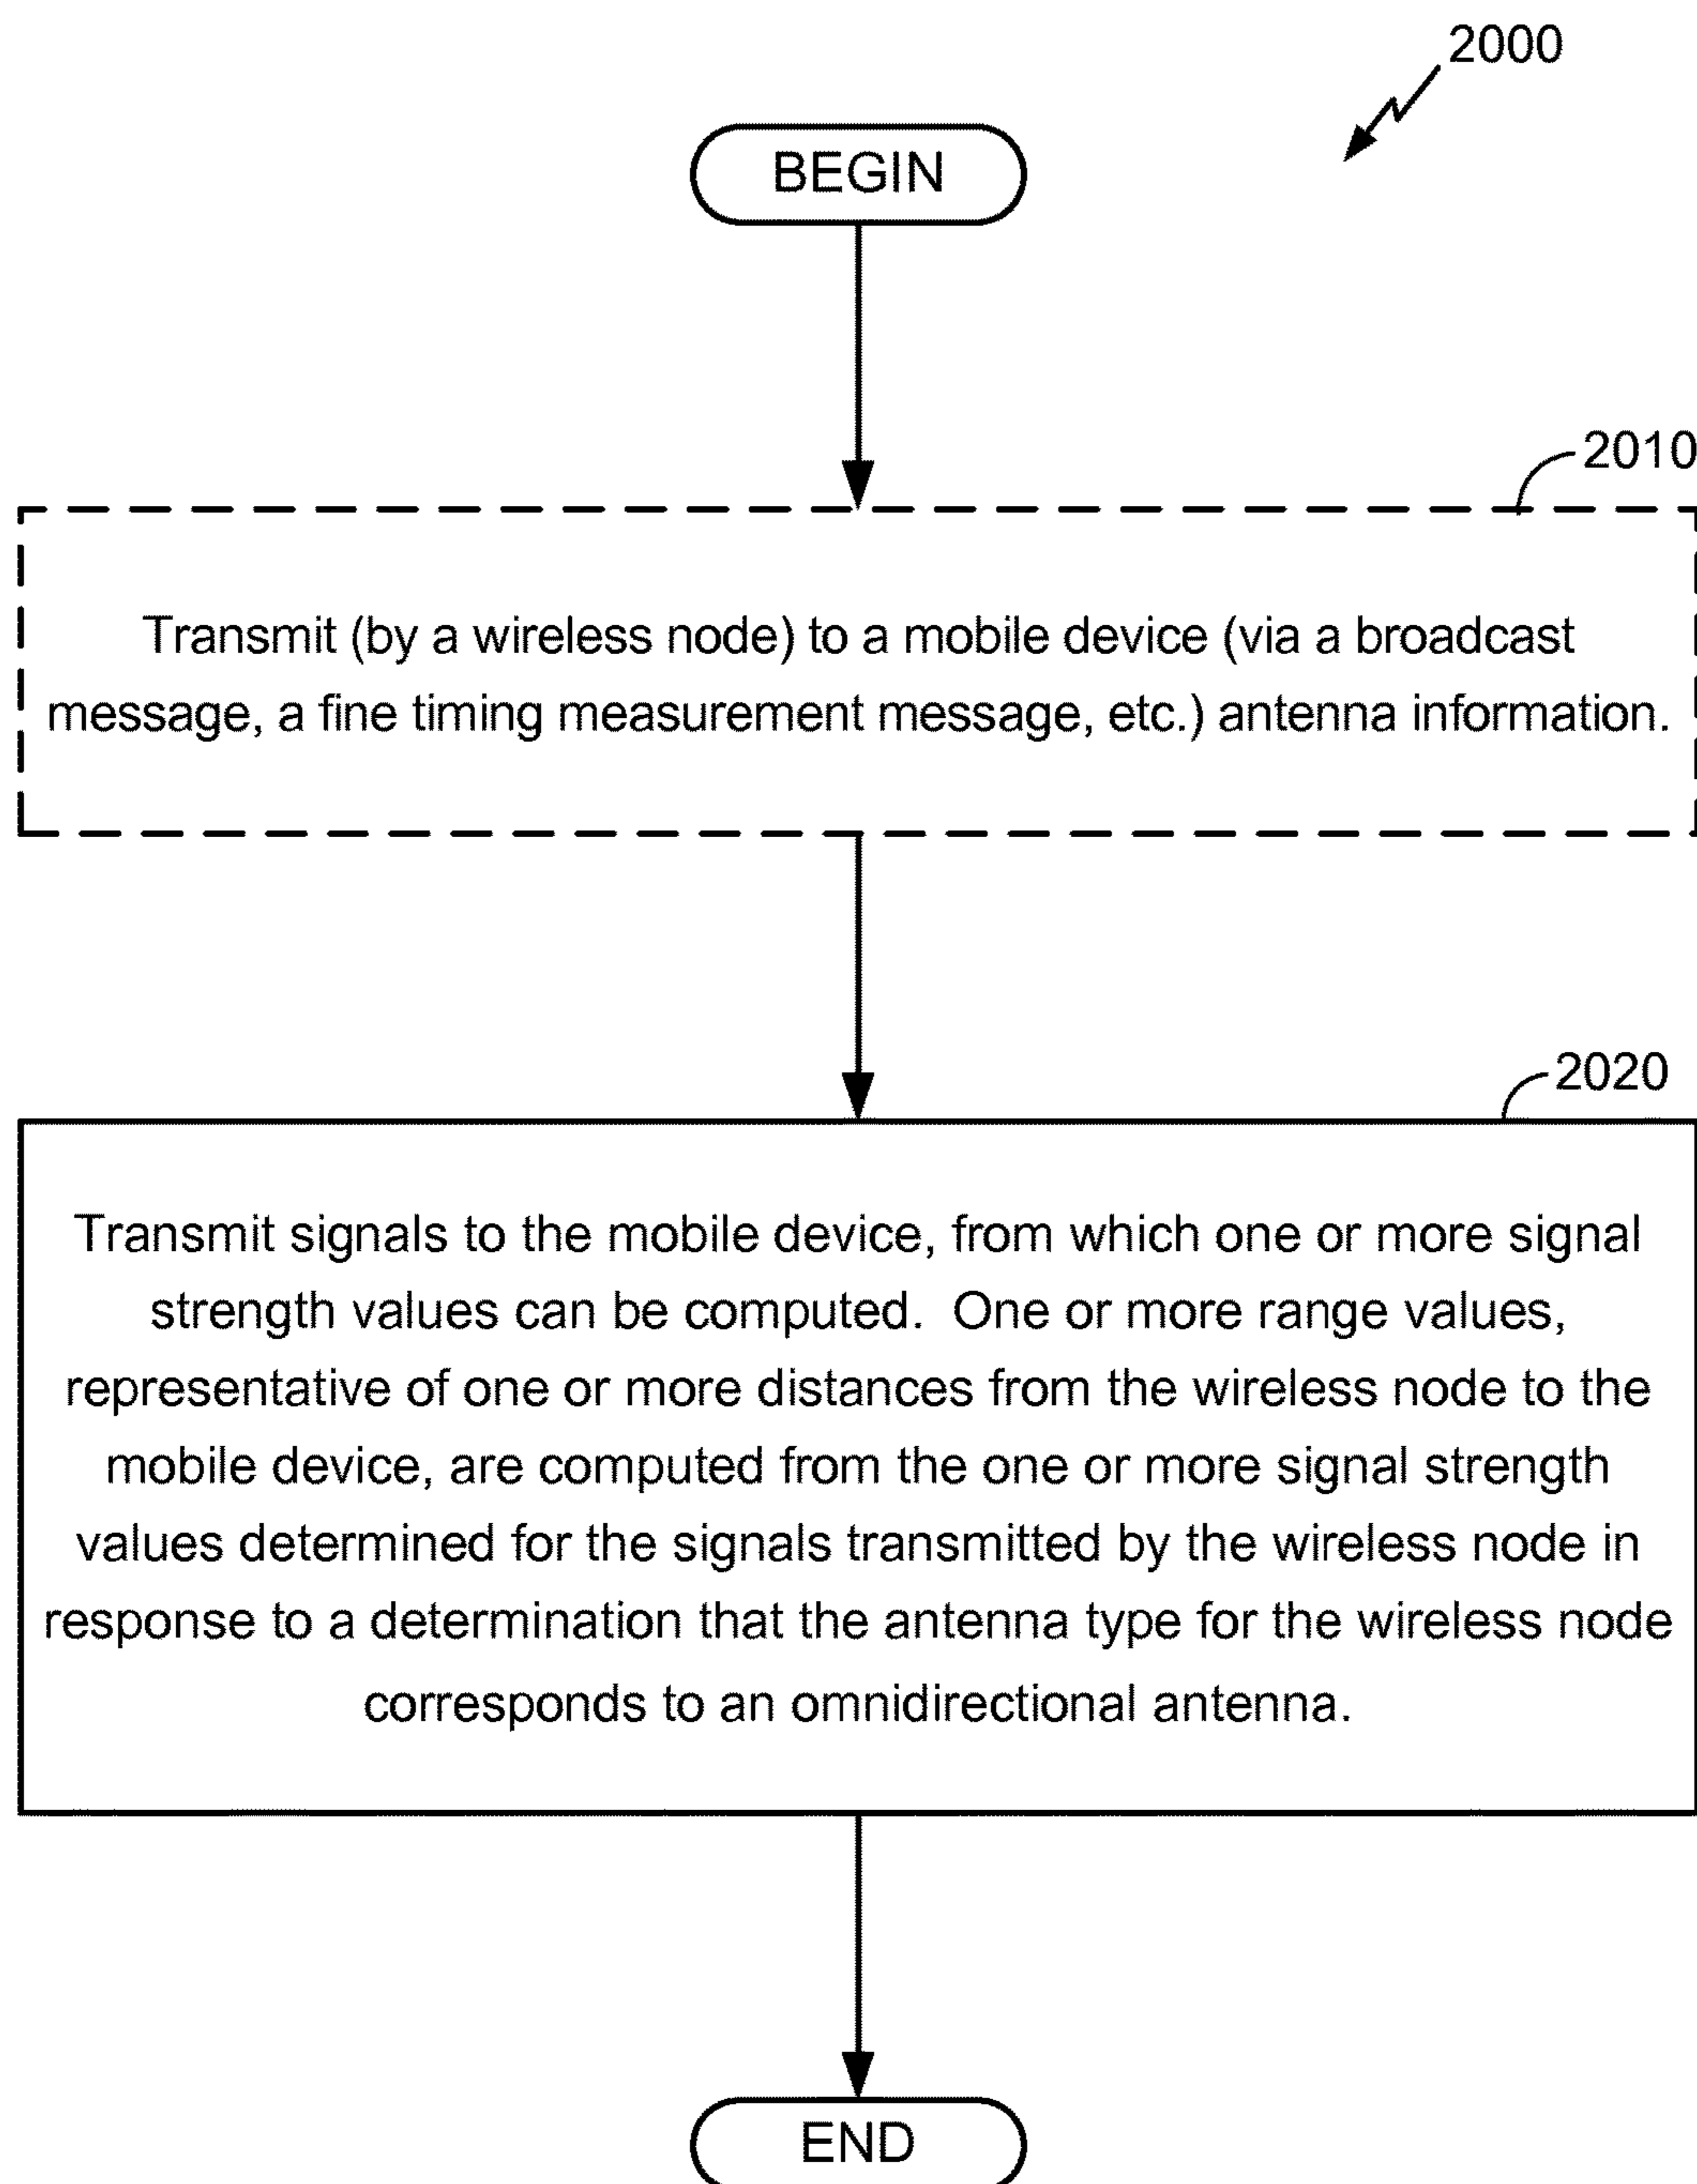 2000
BEGIN
2010
Transmit (by a wireless node) to a mobile device (via a broadcast
message, a fine timing measurement message, etc.) antenna information.
2020
Transmit signals to the mobile device, from which one or more signal
strength values can be computed.  One or more range values,
representative of one or more distances from the wireless node to the
mobile device, are computed from the one or more signal strength
values determined for the signals transmitted by the wireless node in
response to a determination that the antenna type for the wireless node
corresponds to an omnidirectional antenna.
END